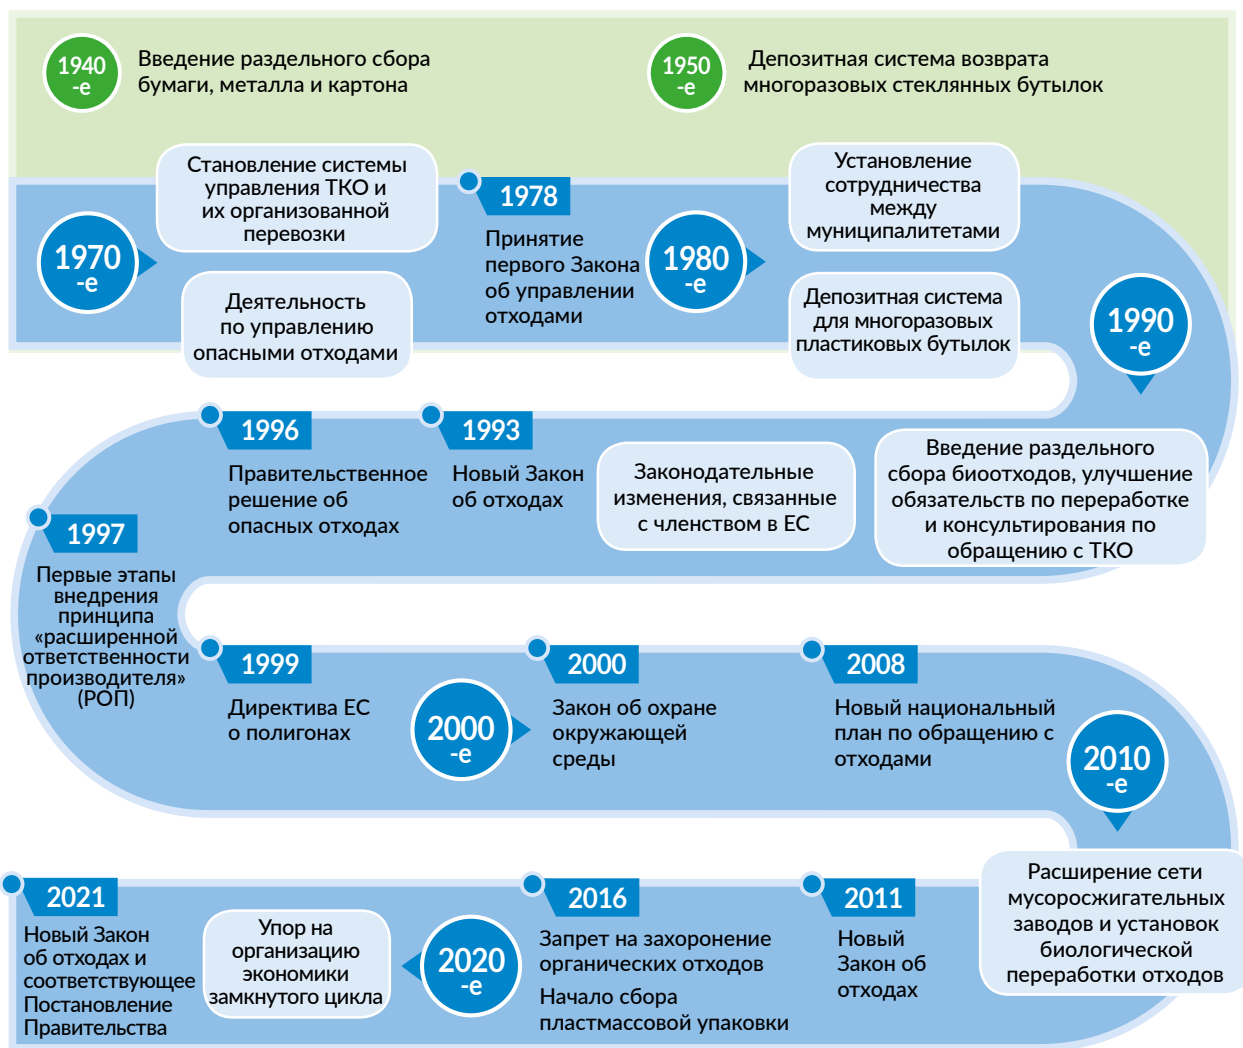 1940
-е
Введение раздельного сбора
бумаги, металла и картона
1950
-е
Депозитная система возврата
многоразовых стеклянных бутылок
1970
-е
Становление системы
управления ТКО и
их организованной
перевозки
Деятельность
по управлению
опасными отходами
1978
Принятие
первого Закона
об управлении
отходами
1980
-е
Установление
сотрудничества
между
муниципалитетами
Депозитная система
для многоразовых
пластиковых бутылок
1990
-е
Введение раздельного
сбора биоотходов, улучшение
обязательств по переработке
и консультирования по
обращению с ТКО
Законодательные
изменения, связанные
с членством в ЕС
1993
Новый Закон
об отходах
1996
Правительственное
решение об
опасных отходах
1997
Первые этапы
внедрения
принципа
«расширенной
ответственности
производителя»
(РОП)
1999
Директива ЕС
о полигонах
2000
-е
2000
Закон об охране
окружающей
среды
2008
Новый национальный
план по обращению с
отходами
2010
-е
Расширение сети
мусоросжигательных
заводов и установок
биологической
переработки отходов
2011
Новый
Закон об
отходах
2016
Запрет на захоронение
органических отходов
Начало сбора
пластмассовой упаковки
2020
-е
Упор на
организацию
экономики
замкнутого цикла
2021
Новый Закон
об отходах и
соответствующее
Постановление
Правительства